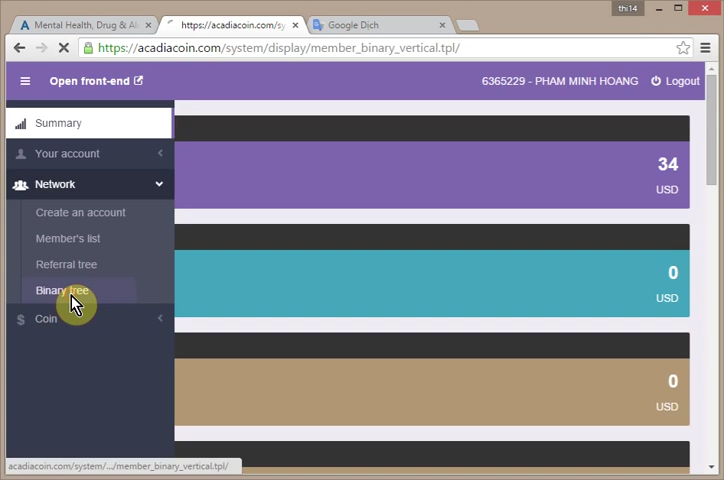 thi14
Mental Health, Drug & Al
https://acadiacoin.com/sy
Google Dịch
https://acadiacoin.com/system/display/member_binary_vertical.tpl/
Open front-end
6365229 - PHAM MINH HOANG
Logout
Summary
Your account
Network
Create an account
Member's list
Referral tree
Binary tree
$ Coin
34
USD
0
USD
0
USD
acadiacoin.com/system/.../member_binary_vertical.tpl/